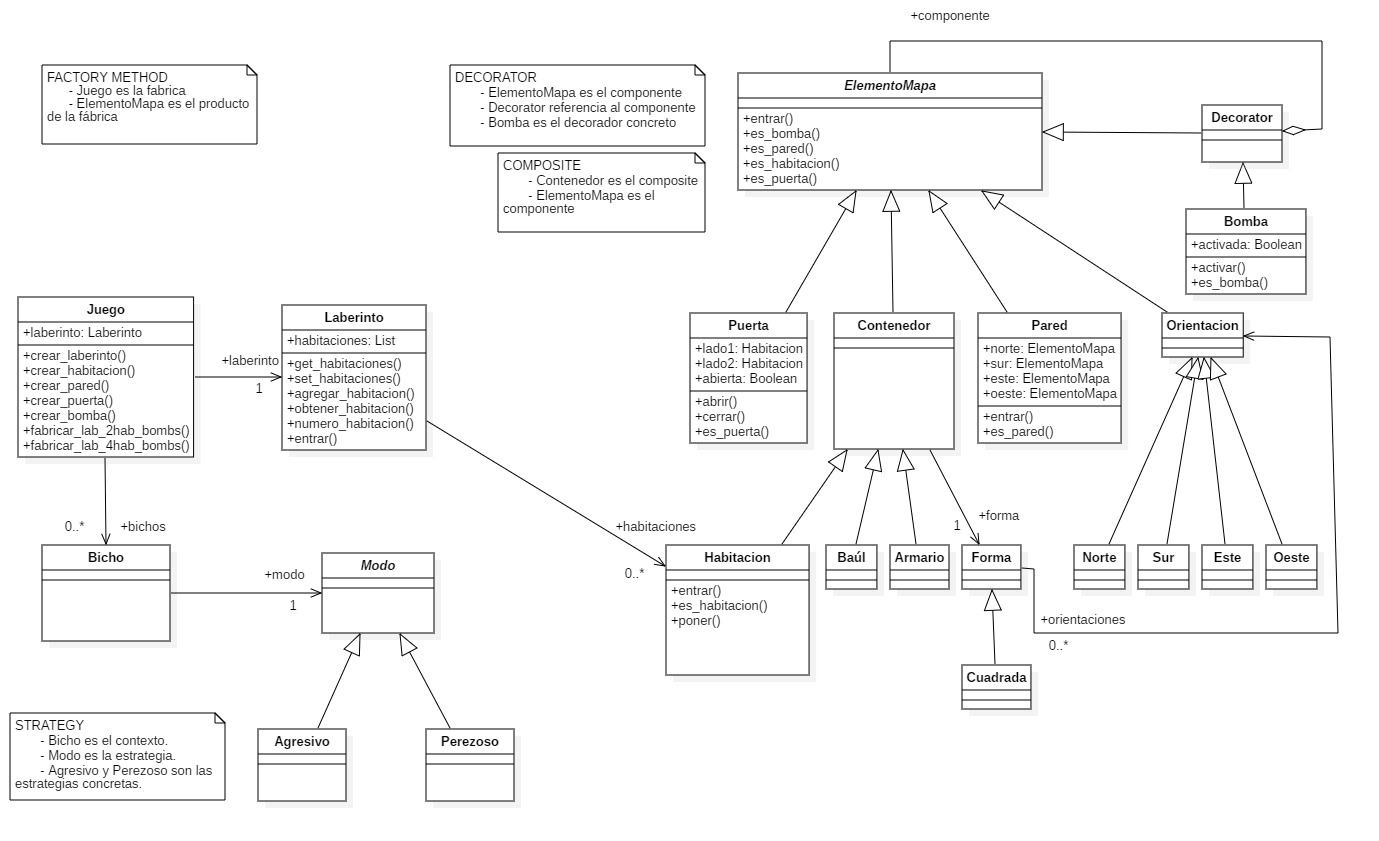 +componente
FACTORY METHOD
- Juego es la fabrica
- ElementoMapa es el producto
de la fábrica
DECORATOR
- ElementoMapa es el componente
- Decorator referencia al componente
- Bomba es el decorador concreto
COMPOSITE
- Contenedor es el composite
- ElementoMapa es el
componente
ElementoMapa
+entrar()
+es_bomba()
+es_pared()
+es_habitacion()
+es_puerta()
Decorator
Bomba
+activada: Boolean
+activar()
+es_bomba()
Juego
+laberinto: Laberinto
+crear_laberinto()
+crear_habitacion()
+crear_pared()
+crear_puerta()
+crear_bomba()
+fabricar_lab_2hab_bombs()
+fabricar_lab_4hab_bombs()
+laberinto
1
Laberinto
+habitaciones: List
+get_habitaciones()
+set_habitaciones()
+agregar_habitacion()
+obtener_habitacion()
+numero_habitacion()
+entrar()
Puerta
+lado1: Habitacion
+lado2: Habitacion
+abierta: Boolean
+abrir()
+cerrar()
+es_puerta()
Contenedor
Pared
+norte: ElementoMapa
+sur: ElementoMapa
+este: ElementoMapa
+oeste: ElementoMapa
+entrar()
+es_pared()
Orientacion
0..*
+bichos
+habitaciones
0..*
1
+forma
Bicho
+modo
1
Modo
Habitacion
+entrar()
+es_habitacion()
+poner()
Baúl
Armario
Forma
Norte
Sur
Este
Oeste
+orientaciones
0..*
Cuadrada
STRATEGY
- Bicho es el contexto.
- Modo es la estrategia.
- Agresivo y Perezoso son las
estrategias concretas.
Agresivo
Perezoso